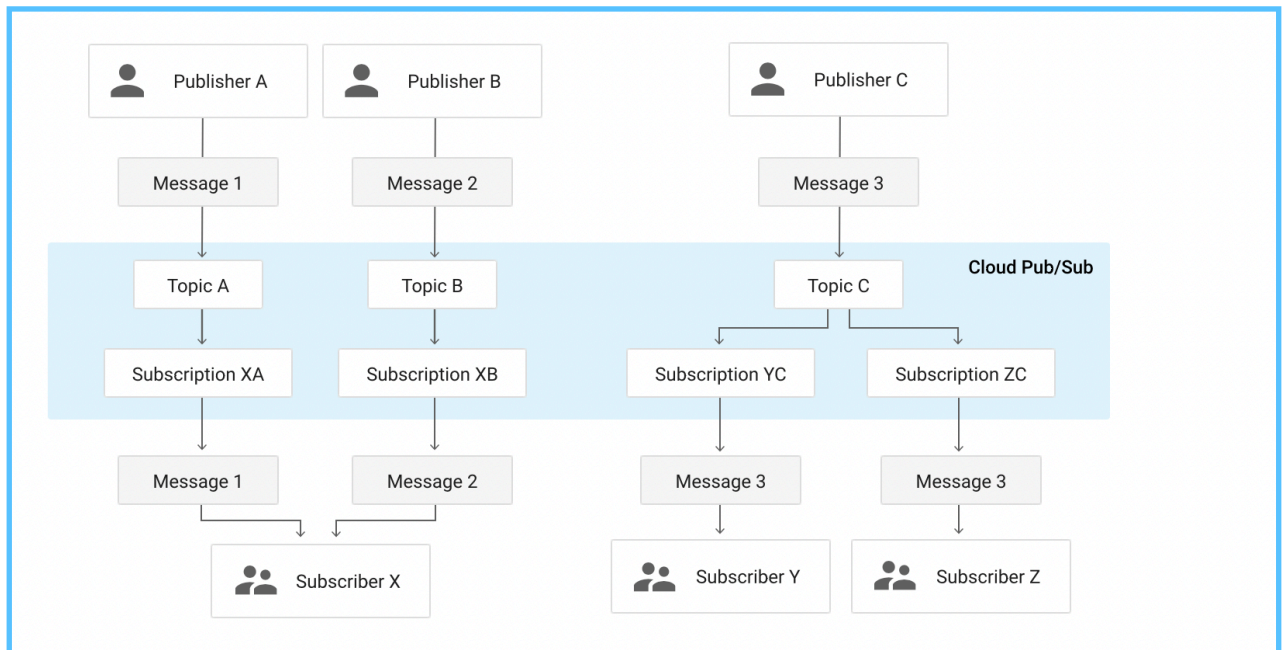 Publisher A
Publisher B
Publisher C
Message 1
Message 2
Message 3
Cloud Pub/Sub
Topic A
Topic B
Topic C
Subscription XA
Subscription XB
Subscription YC
Subscription ZC
Message 1
Message 2
Message 3
Message 3
Subscriber X
Subscriber Y
Subscriber Z